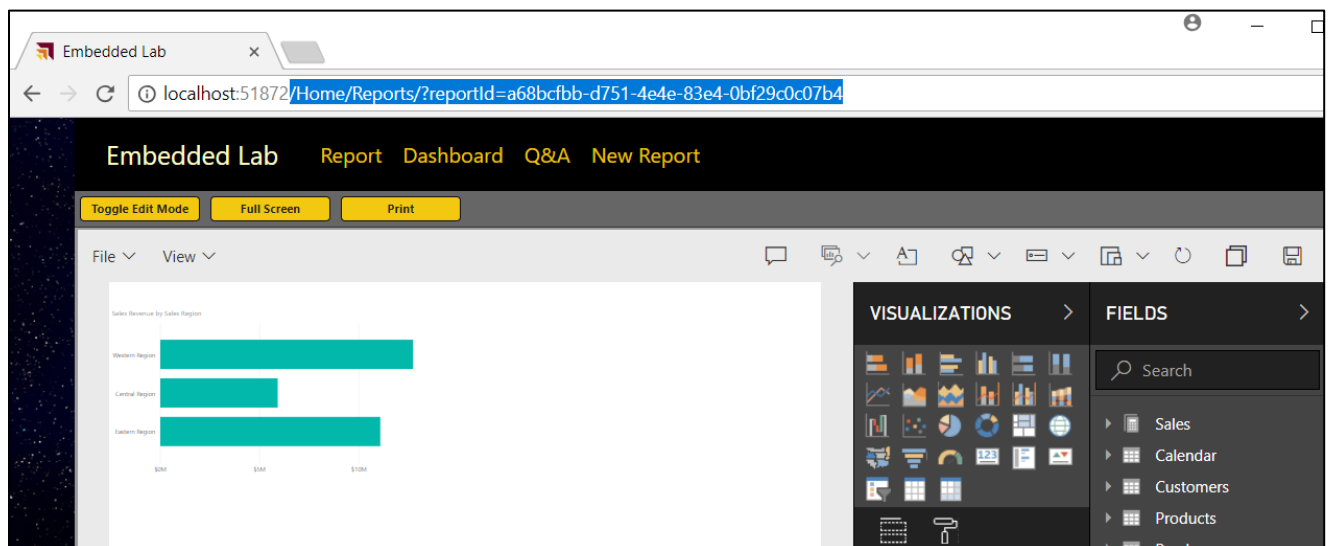 Embedded Lab
localhost:51872/Home/Reports/?reportId=a68bcfbb-d751-4e4e-83e4-0bf29c0c07b4
Embedded Lab Report Dashboard Q&A New Report
Toggle Edit Mode Full Screen Print
File View
VISUALIZATIONS FIELDS
Search
Sales Revenue by Sales Region
Western Region
Central Region
Eastern Region
$0M $5M $10M
123
Sales
Calendar
Customers
Products